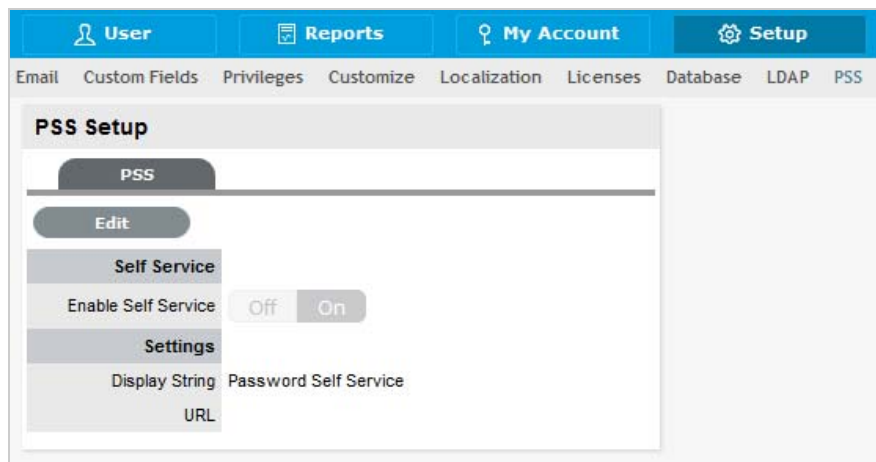 User Reports My Account Setup
Email Custom Fields Privileges Customize Localization Licenses Database LDAP PSS
PSS Setup
PSS
Edit
Self Service
Enable Self Service Off On
Settings
Display String Password Self Service
URL